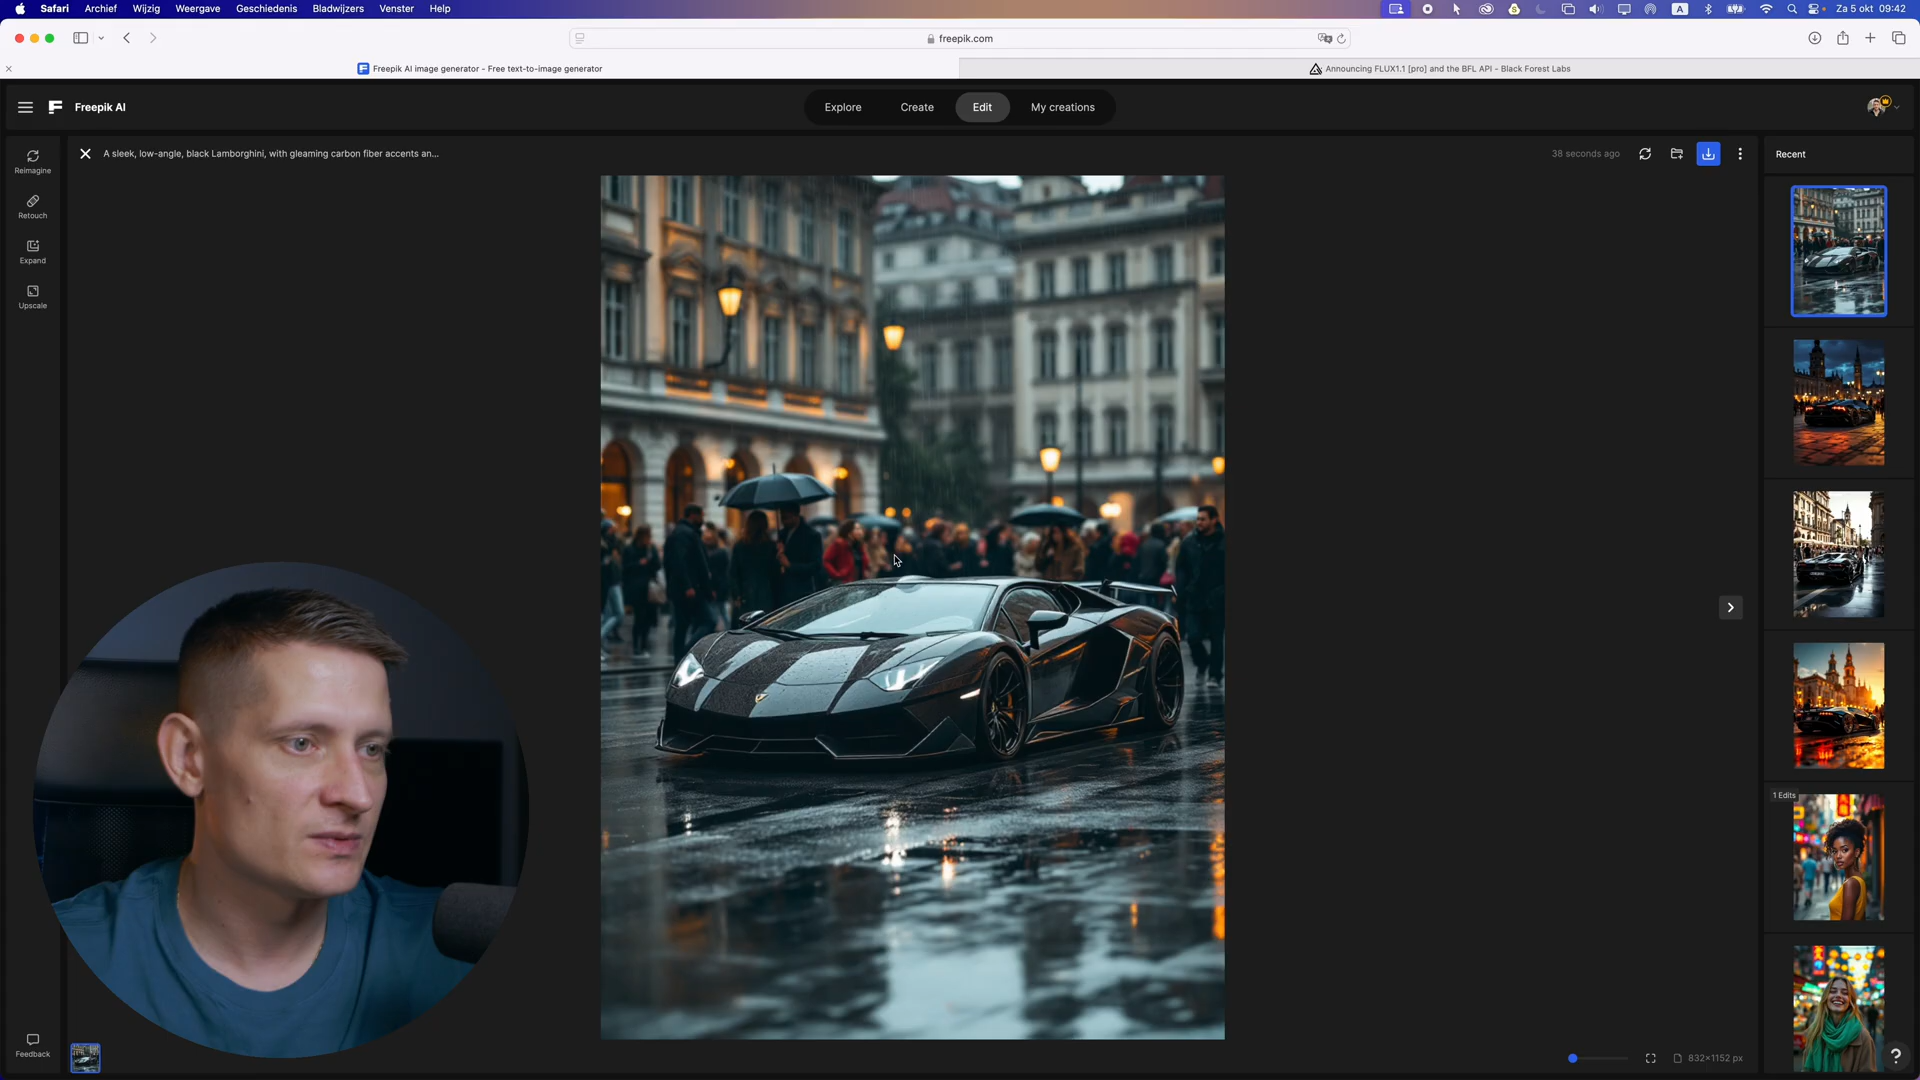 Safari Archief Wijzig Weergave Geschiedenis Bladwijzers Venster Help
A
Za 5 okt 09:42
freepik.com
Freepik AI image generator - Free text-to-image generator
Announcing FLUX1.1 [pro] and the BFL API - Black Forest Labs
Freepik AI
Explore
Create
Edit
My creations
A sleek, low-angle, black Lamborghini, with gleaming carbon fiber accents an...
38 seconds ago
Recent
Reimagine
Retouch
Expand
Upscale
1 Edits
Feedback
832×1152 px
?